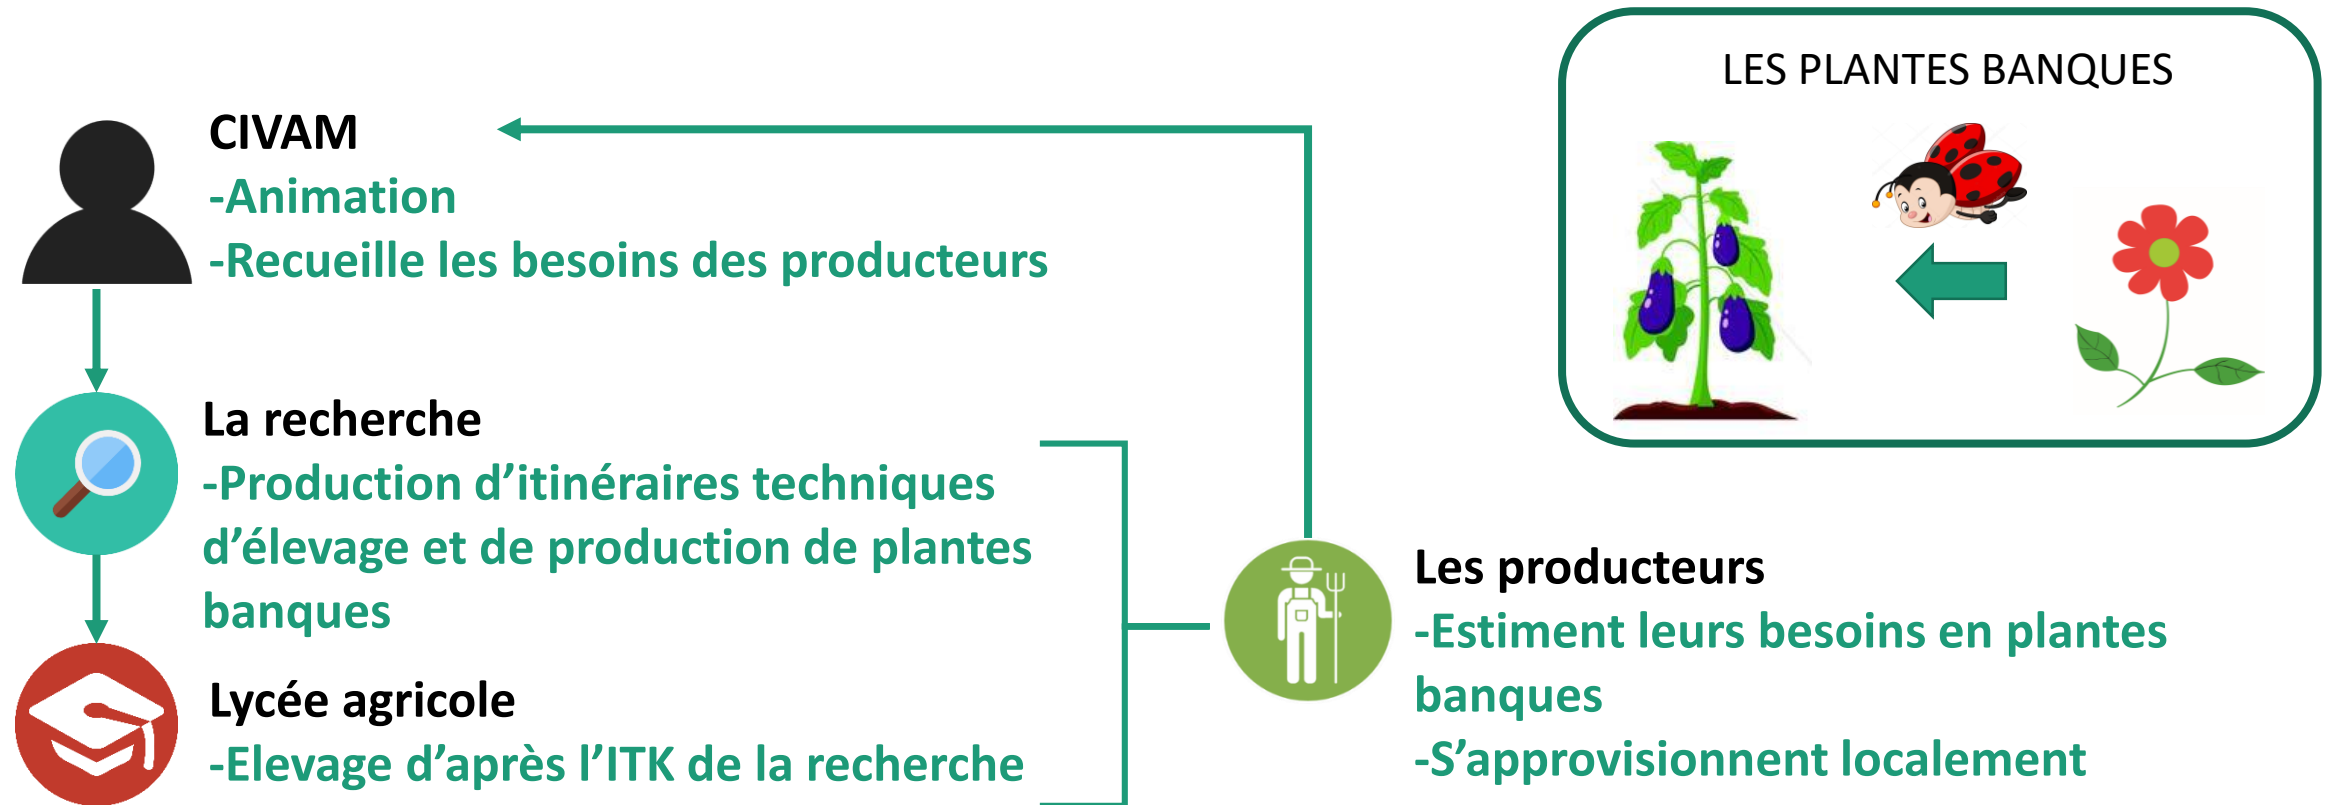 LES PLANTES BANQUES
CIVAM
-Animation
-Recueille les besoins des producteurs
La recherche
-Production d’itinéraires techniques
d’élevage et de production de plantes
banques
Lycée agricole
-Elevage d’après l’ITK de la recherche
Les producteurs
-Estiment leurs besoins en plantes
banques
-S’approvisionnent localement